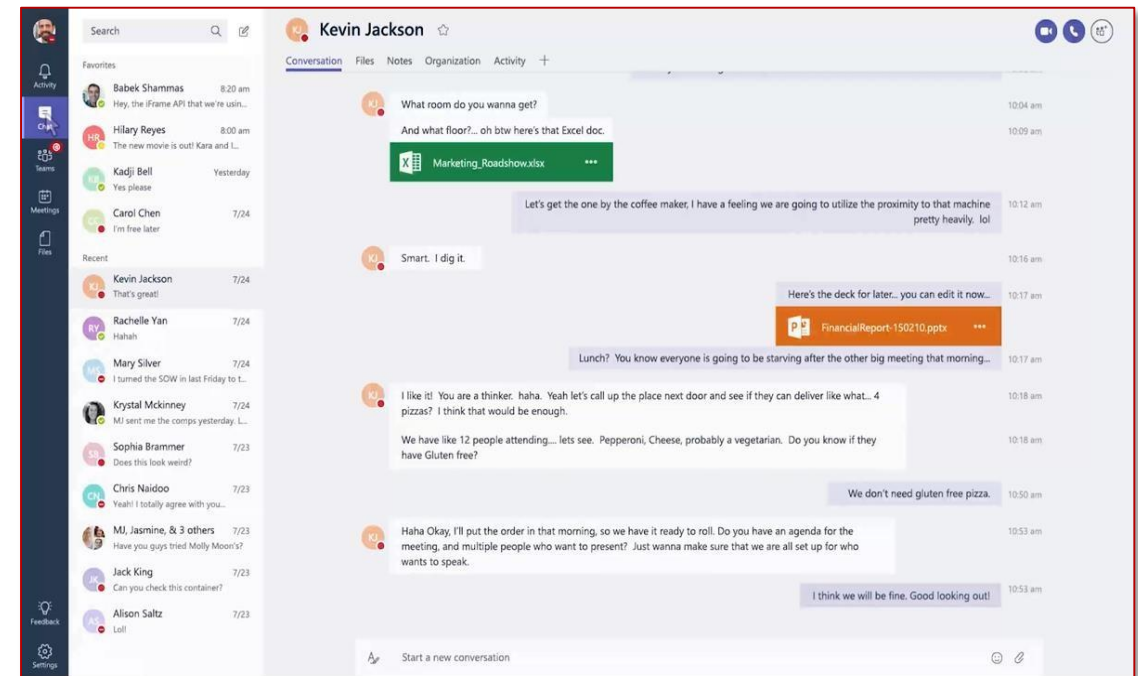 Search
Activity
Chat
Teams
Meetings
Files
Feedback
Settings
Favorites
Babek Shammas 8:20 am
Hey, the iFrame API that we're usin...
HR
Hilary Reyes 8:00 am
The new movie is out! Kara and I...
Kadji Bell Yesterday
Yes please
Carol Chen 7/24
I'm free later
Recent
KJ
Kevin Jackson 7/24
That's great!
RY
Rachelle Yan 7/24
Hahah
MS
Mary Silver 7/24
I turned the SOW in last Friday to t...
Krystal Mckinney 7/24
MJ sent me the comps yesterday. L...
SB
Sophia Brammer 7/23
Does this look weird?
CN
Chris Naidoo 7/23
Yeah! I totally agree with you...
MJ, Jasmine, & 3 others 7/23
Have you guys tried Molly Moon's?
JK
Jack King 7/23
Can you check this container?
AS
Alison Saltz 7/23
Lol!
Kevin Jackson
Conversation Files Notes Organization Activity
KJ
What room do you wanna get? 10:04 am
And what floor?... oh btw here's that Excel doc. 10:09 am
Marketing_Roadshow.xlsx
Let's get the one by the coffee maker, I have a feeling we are going to utilize the proximity to that machine 10:12 am
pretty heavily. lol
KJ
Smart. I dig it. 10:16 am
Here's the deck for later... you can edit it now... 10:17 am
FinancialReport-150210.pptx
Lunch? You know everyone is going to be starving after the other big meeting that morning... 10:17 am
KJ
I like it! You are a thinker. haha. Yeah let's call up the place next door and see if they can deliver like what... 4 10:18 am
pizzas? I think that would be enough.
We have like 12 people attending.... lets see. Pepperoni, Cheese, probably a vegetarian. Do you know if they 10:18 am
have Gluten free?
We don't need gluten free pizza. 10:50 am
KJ
Haha Okay, I'll put the order in that morning, so we have it ready to roll. Do you have an agenda for the 10:53 am
meeting, and multiple people who want to present? Just wanna make sure that we are all set up for who
wants to speak.
I think we will be fine. Good looking out! 10:53 am
Start a new conversation